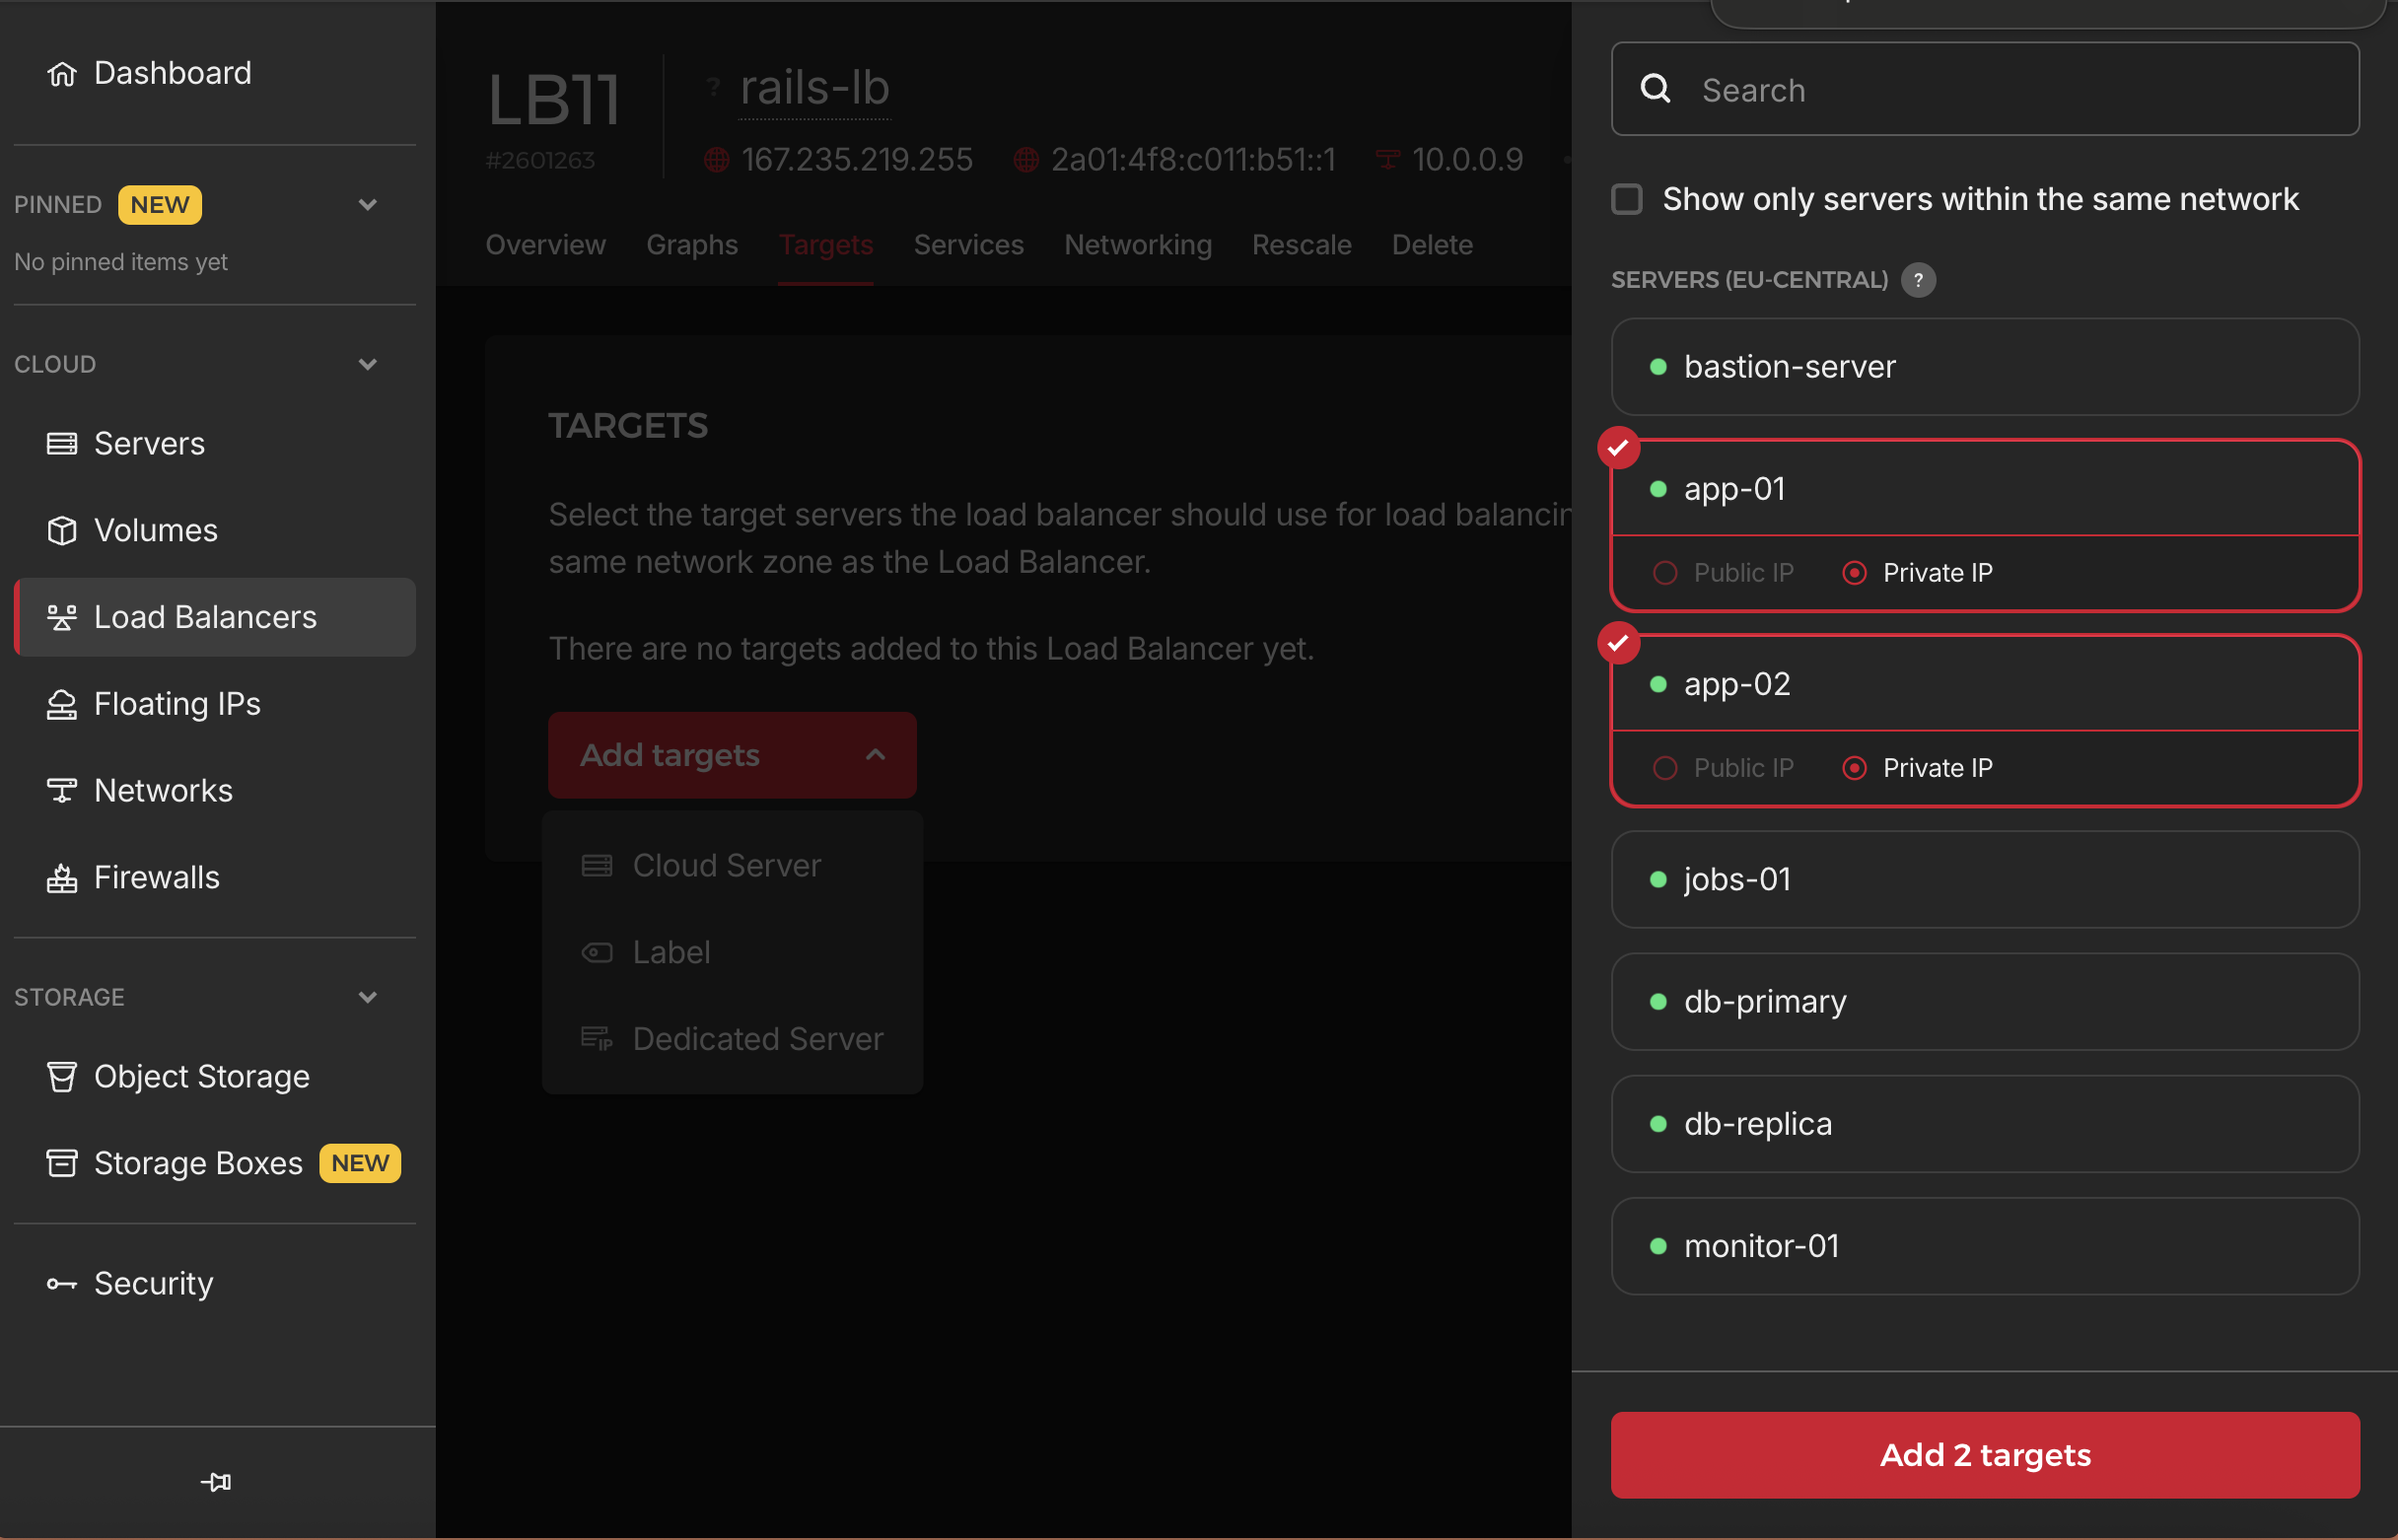 Dashboard
PINNED NEW
No pinned items yet
CLOUD
Servers
Volumes
Load Balancers
Floating IPs
Networks
Firewalls
STORAGE
Object Storage
Storage Boxes NEW
Security
LB11
#2601263
? rails-lb
167.235.219.255 2a01:4f8:c011:b51::1 10.0.0.9
Overview Graphs Targets Services Networking Rescale Delete
TARGETS
Select the target servers the load balancer should use for load
same network zone as the Load Balancer.
There are no targets added to this Load Balancer yet.
Add targets
Cloud Server
Label
IP Dedicated Server
Search
Show only servers within the same network
SERVERS (EU-CENTRAL) ?
bastion-server
app-01
Public IP Private IP
app-02
Public IP Private IP
jobs-01
db-primary
db-replica
monitor-01
Add 2 targets